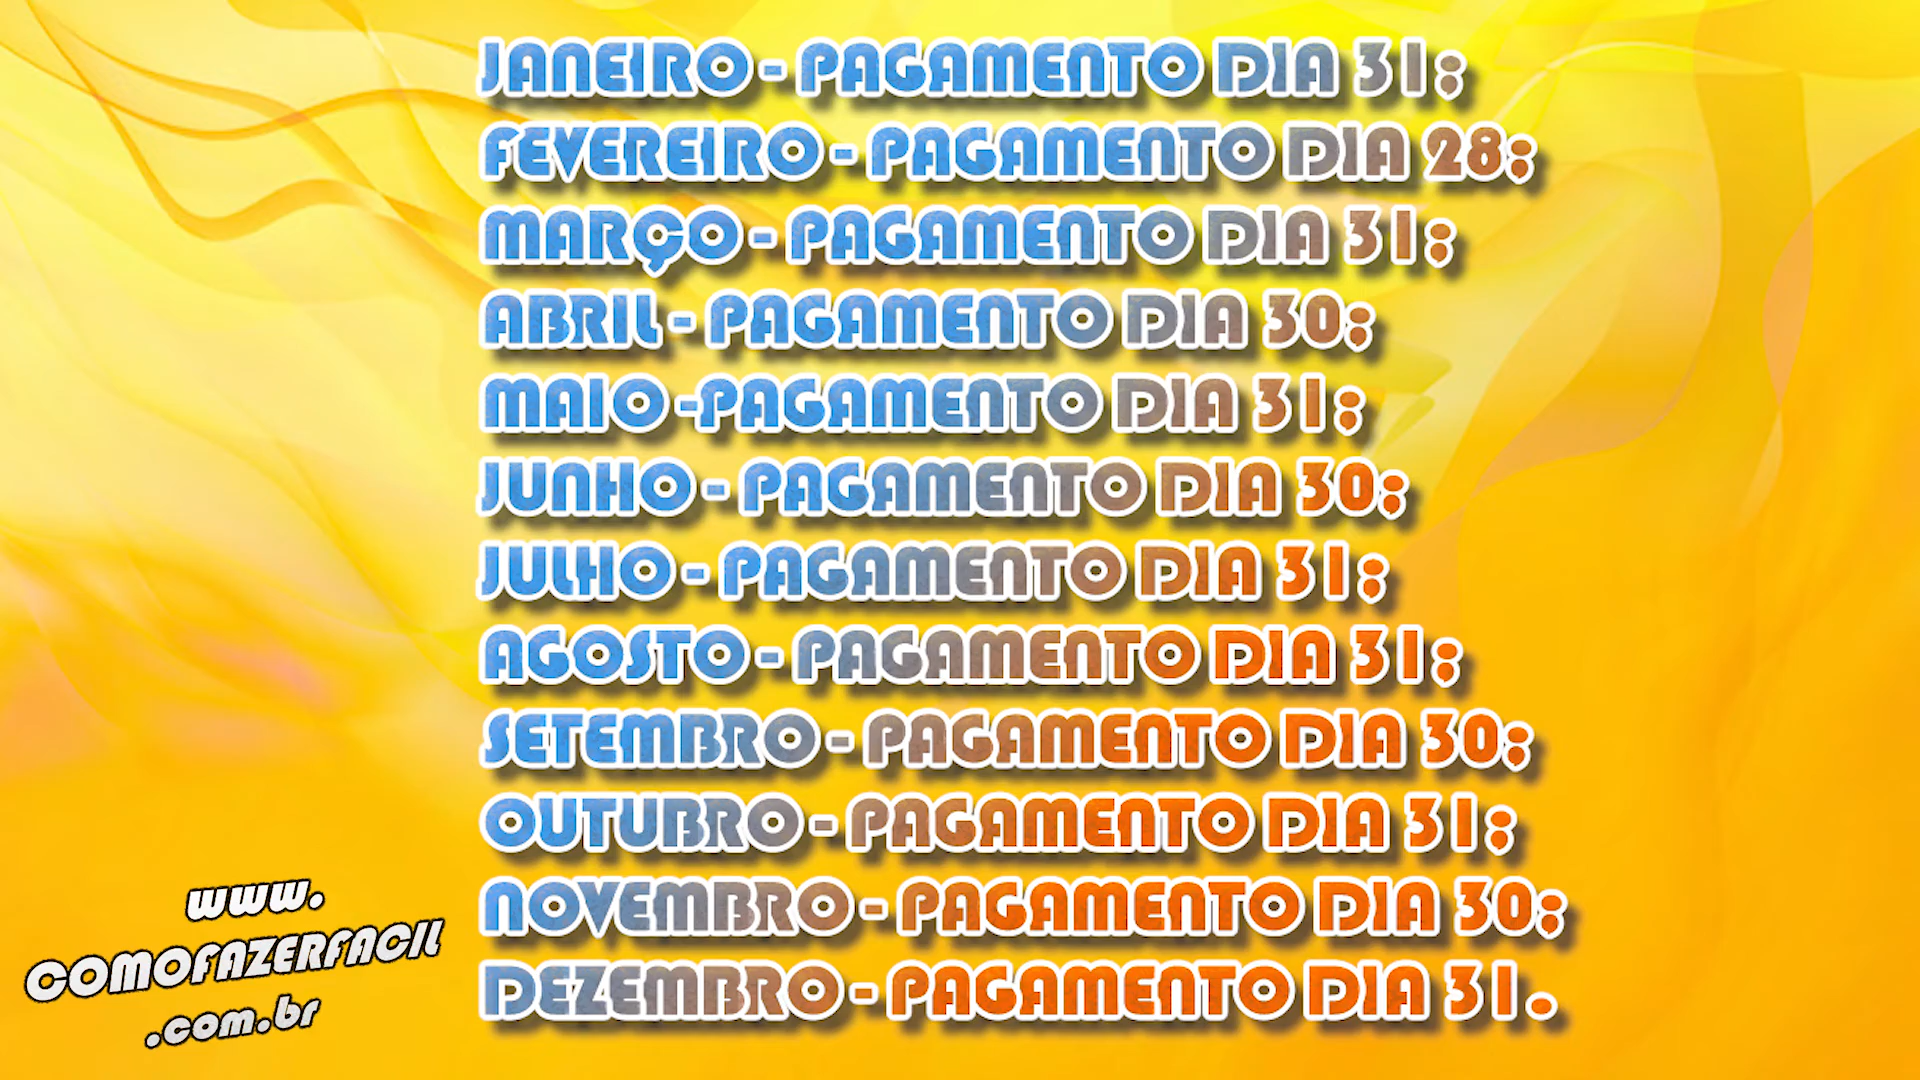 JANEIRO - PAGAMENTO DIA 31;
FEVEREIRO - PAGAMENTO DIA 28;
MARÇO - PAGAMENTO DIA 31;
ABRIL - PAGAMENTO DIA 30;
MAIO -PAGAMENTO DIA 31;
JUNHO - PAGAMENTO DIA 30;
JULHO - PAGAMENTO DIA 31;
AGOSTO - PAGAMENTO DIA 31;
SETEMBRO - PAGAMENTO DIA 30;
OUTUBRO - PAGAMENTO DIA 31;
NOVEMBRO - PAGAMENTO DIA 30;
DEZEMBRO - PAGAMENTO DIA 31.
www.
COMOFAZERFACIL
.com.br